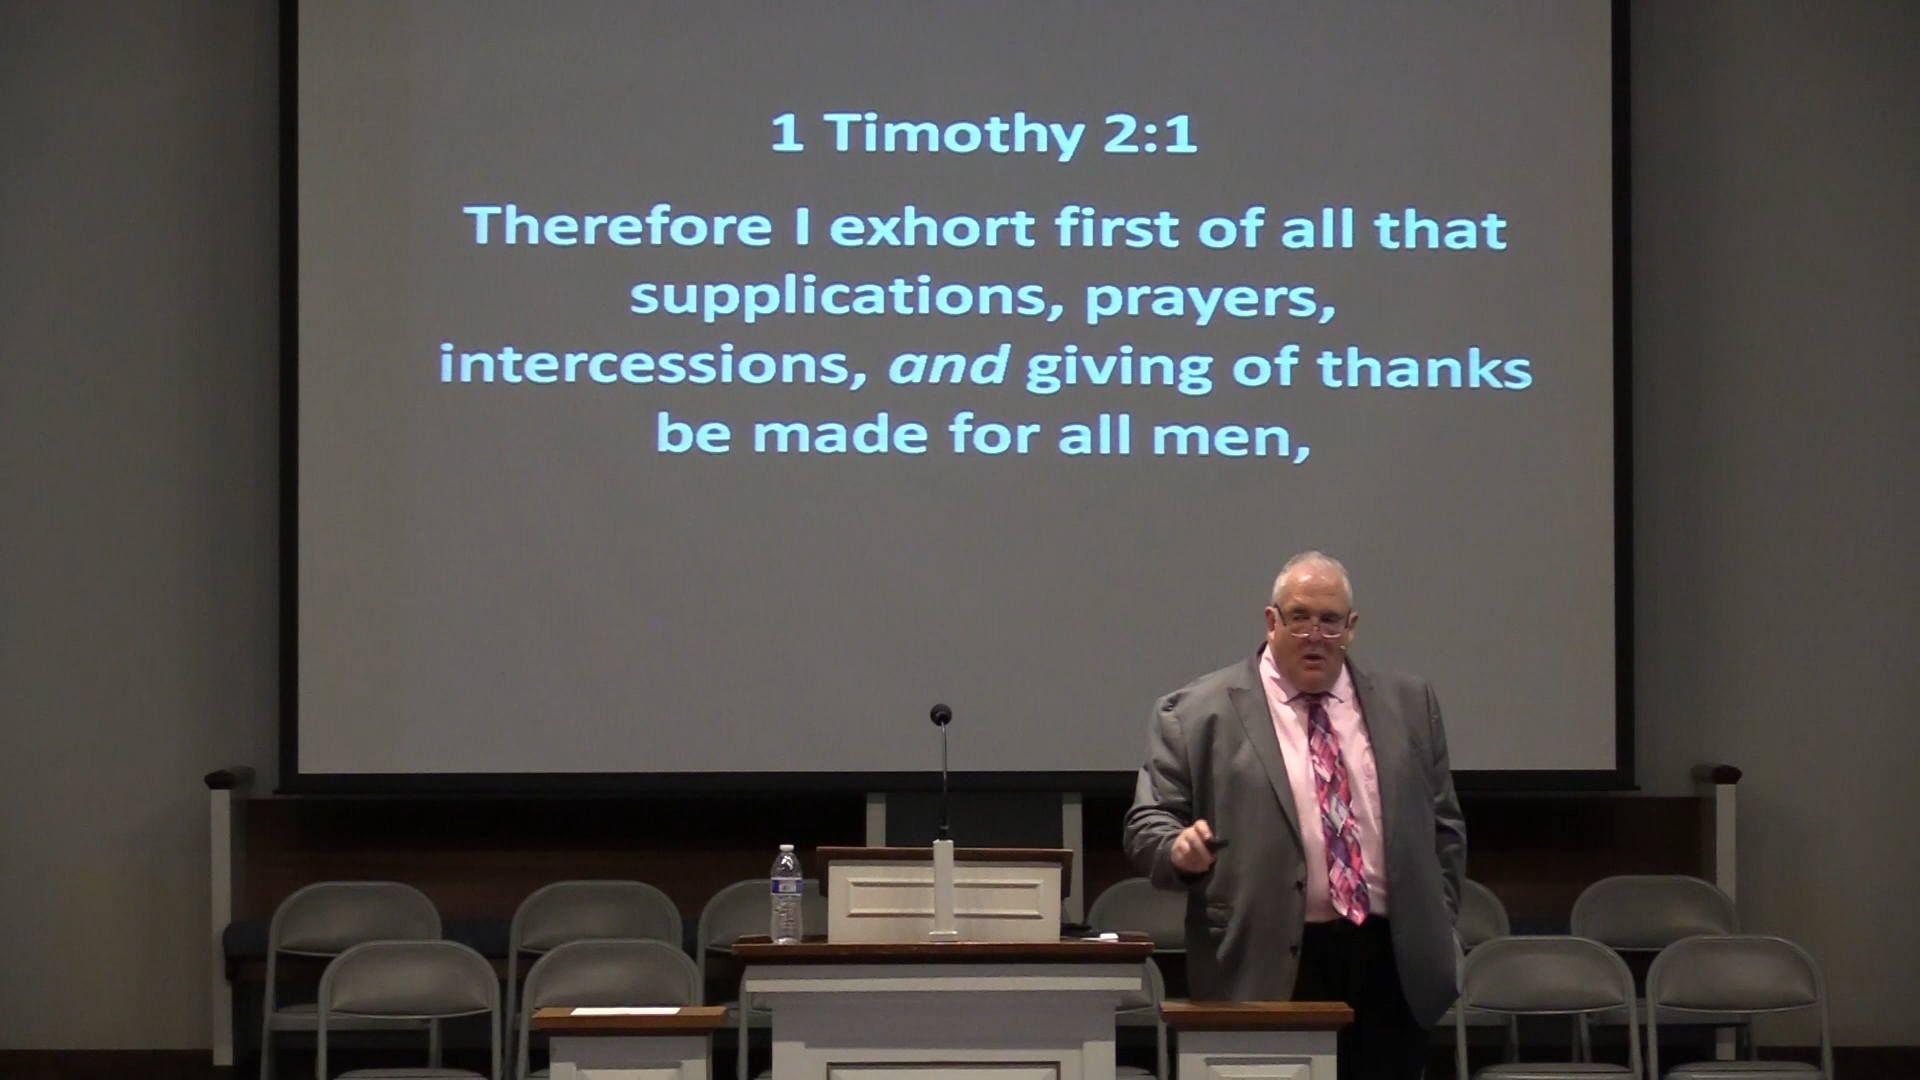 1 Timothy 2:1
Therefore I exhort first of all that
supplications, prayers,
intercessions, and giving of thanks
be made for all men,